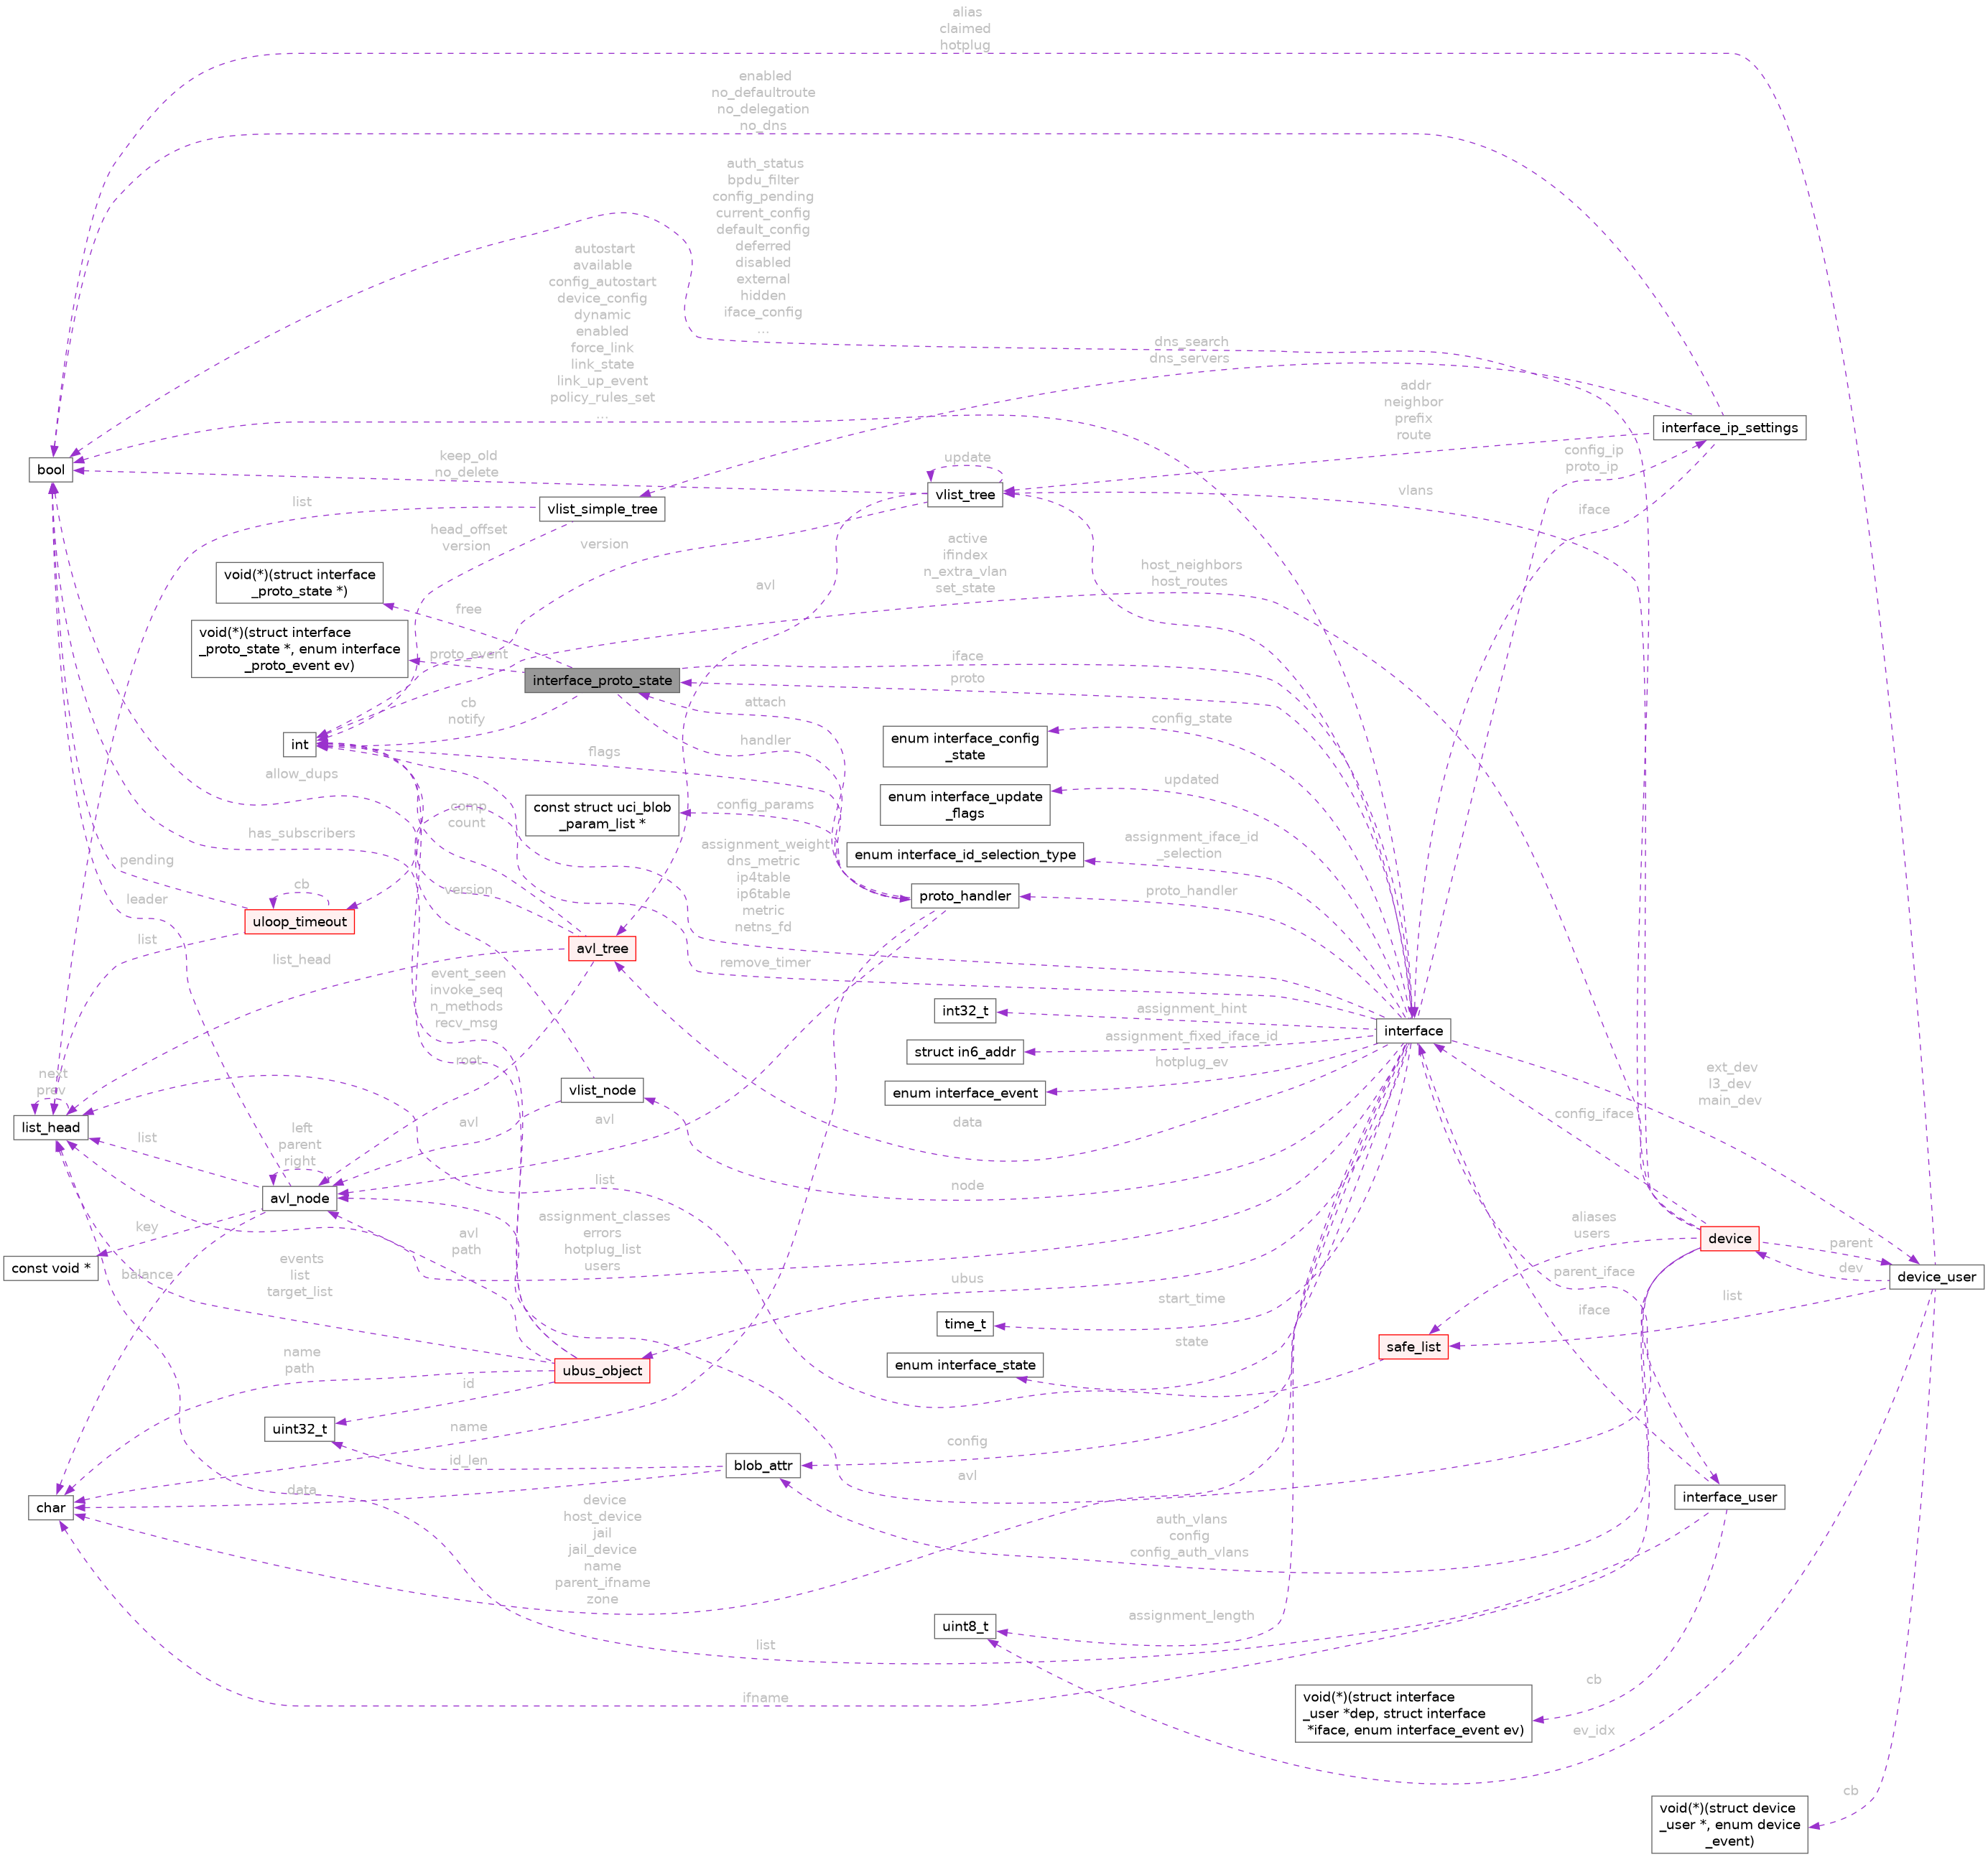 alias
claimed
hotplug
enabled
no_defaultroute
no_delegation
no_dns
auth_status
bpdu_filter
config_pending
current_config
default_config
deferred
disabled
external
hidden
iface_config
...
autostart
available
config_autostart
device_config
dynamic
enabled
force_link
link_state
link_up_event
policy_rules_set
...
dns_search
dns_servers
addr
neighbor
prefix
route
interface_ip_settings
config_ip
proto_ip
bool
keep_old
no_delete
update
vlist_tree
vlans
iface
list
vlist_simple_tree
head_offset
version
version
active
ifindex
n_extra_vlan
set_state
host_neighbors
host_routes
void(*)(struct interface
_proto_state *)
free
avl
void(*)(struct interface
_proto_state *, enum interface
_proto_event ev)
proto_event
interface_proto_state
iface
proto
cb
notify
attach
enum interface_config
_state
config_state
int
flags
handler
allow_dups
enum interface_update
_flags
updated
const struct uci_blob
_param_list *
config_params
comp
count
has_subscribers
assignment_weight
dns_metric
ip4table
ip6table
metric
netns_fd
enum interface_id_selection_type
assignment_iface_id
_selection
pending
cb
leader
version
proto_handler
proto_handler
uloop_timeout
list
avl_tree
list_head
remove_timer
event_seen
invoke_seq
n_methods
recv_msg
int32_t
assignment_hint
interface
struct in6_addr
assignment_fixed_iface_id
root
enum interface_event
hotplug_ev
vlist_node
ext_dev
l3_dev
main_dev
next
prev
list_head
list
left
parent
right
avl
avl
data
config_iface
avl_node
list
node
const void *
key
avl
path
assignment_classes
errors
hotplug_list
users
aliases
users
device
parent
dev
device_user
balance
events
list
target_list
ubus
parent_iface
iface
list
time_t
start_time
safe_list
name
path
ubus_object
id
enum interface_state
state
uint32_t
name
id_len
blob_attr
config
avl
char
data
interface_user
device
host_device
jail
jail_device
name
parent_ifname
zone
auth_vlans
config
config_auth_vlans
uint8_t
assignment_length
list
ifname
void(*)(struct interface
_user *dep, struct interface
*iface, enum interface_event ev)
cb
ev_idx
void(*)(struct device
_user *, enum device
_event)
cb